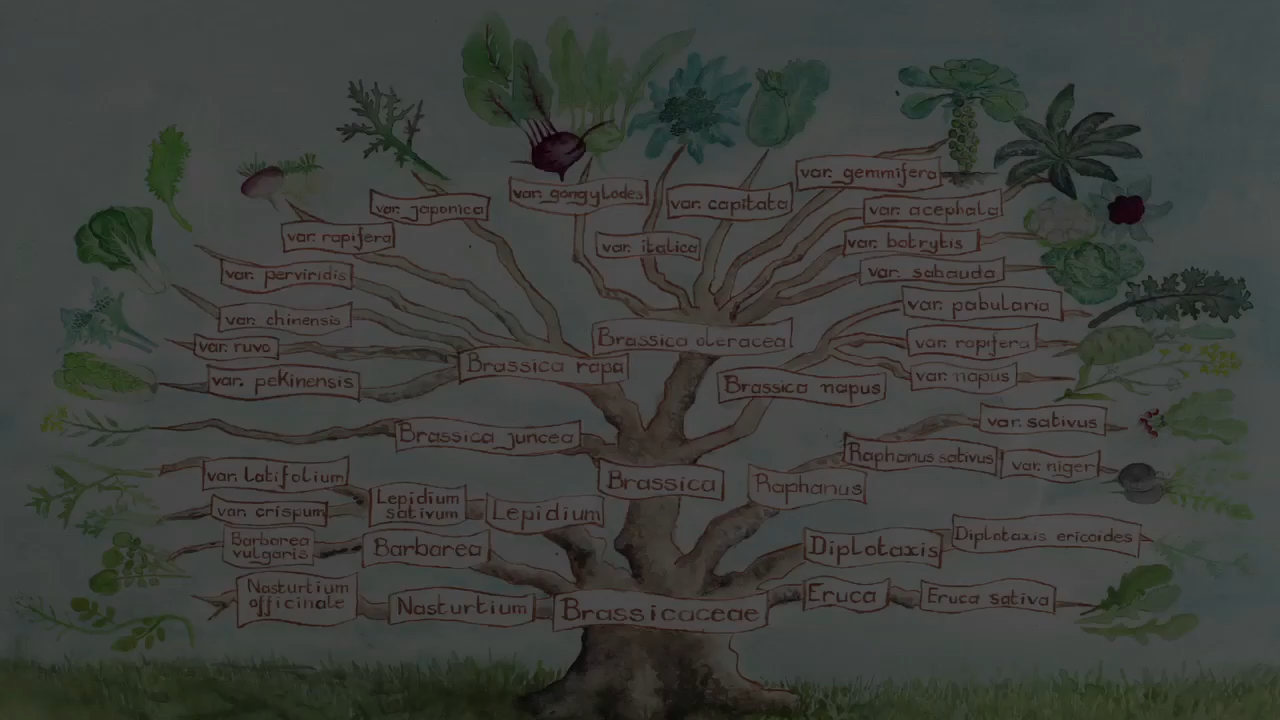 var. gemmifera
var. gongylodes
var. capitata
var. japonica
var. acephala
var. rapifera
var. italica
var. botrytis
var. perviridis
var. sabauda
var. pabularia
var. chinensis
Brassica oleracea
var. rapifera
var. ruvo
Brassica rapa
var. napus
var. pekinensis
Brassica napus
var. sativus
Brassica juncea
Raphanus sativus
var. niger
var. latifolium
Brassica
Raphanus
Lepidium
sativum
var. crispum
Lepidium
Barbarea
vulgaris
Barbarea
Diplotaxis
Diplotaxis ericoides
Nasturtium
officinale
Nasturtium
Brassicaceae
Eruca
Eruca sativa